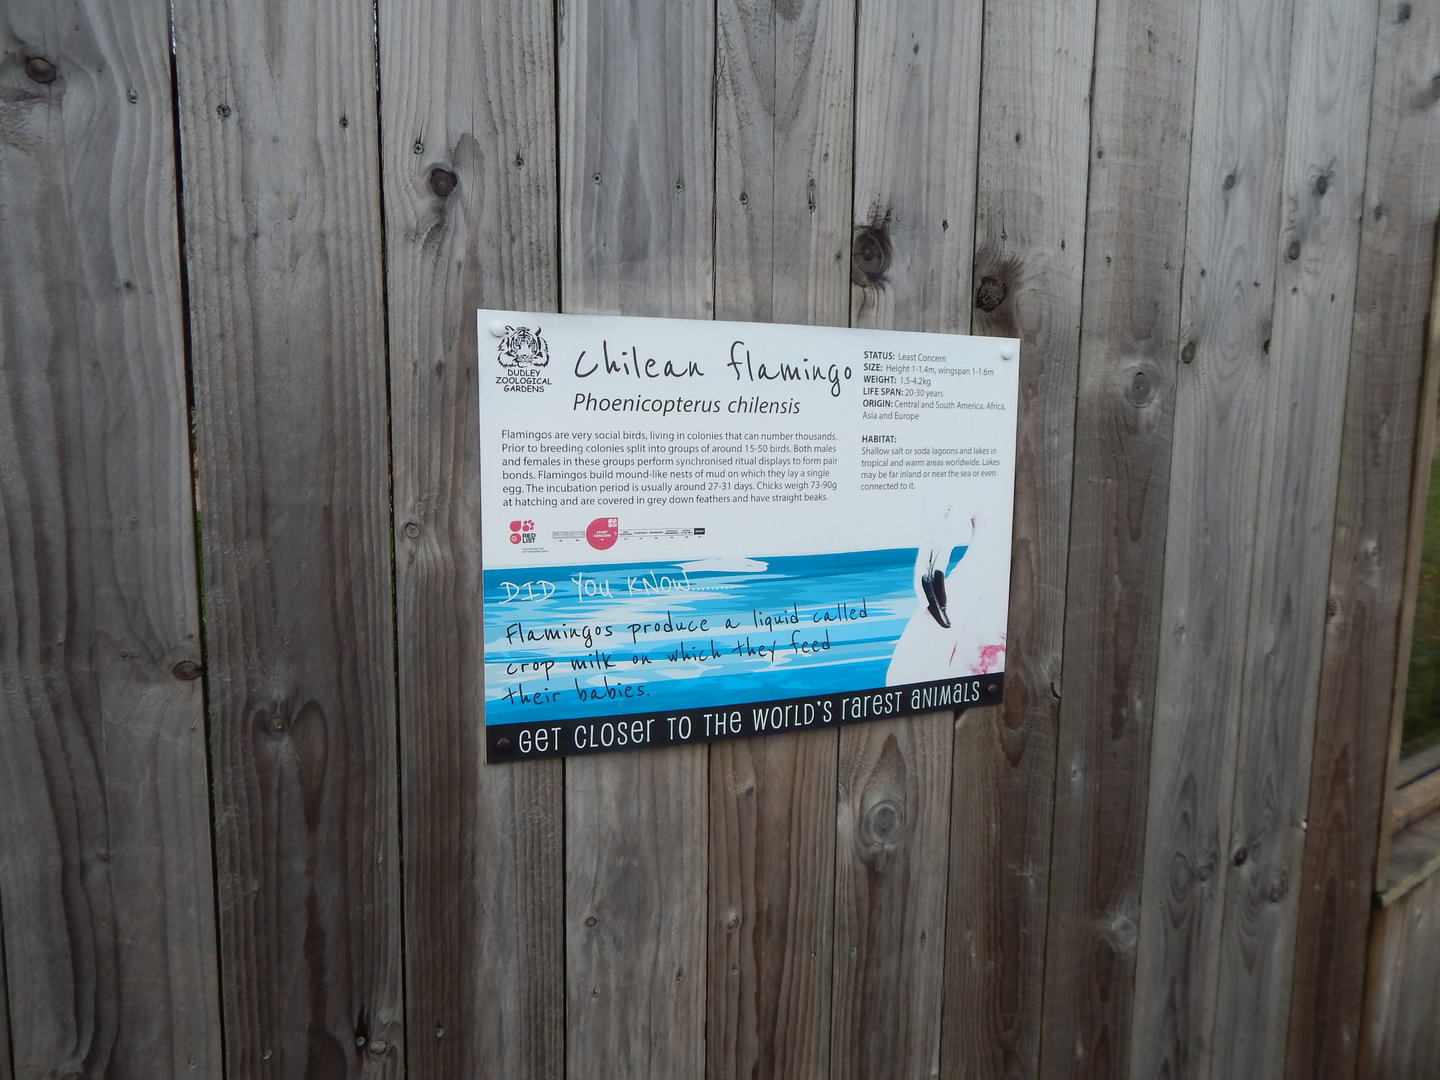 DUDLEY
ZOOLOGICAL
GARDENS
chilean flamingo
Phoenicopterus chilensis
Flamingos are very social birds, living in colonies that can number thousands.
Prior to breeding colonies split into groups of around 15-50 birds. Both males
and females in these groups perform synchronised ritual displays to form pair
bonds. Flamingos build mound-like nests of mud on which they lay a single
egg. The incubation period is usually around 27-31 days. Chicks weigh 73-90g
at hatching and are covered in grey down feathers and have straight beaks.
STATUS: Least Concern
SIZE: Height 1-1.4m, wingspan 1-1.6m
WEIGHT: 1.5-4.2kg
LIFE SPAN: 20-30 years
ORIGIN: Central and South America, Africa,
Asia and Europe
HABITAT:
Shallow salt or soda lagoons and lakes in
tropical and warm areas worldwide. Lakes
may be far inland or near the sea or even
connected to it.
RED
LIST
LEAST
CONCERN
DID YOU KNOW.........
Flamingos produce a liquid called
crop milk on which they feed
their babies.
GET CLOSER TO THE WORLD'S RAREST ANIMALS